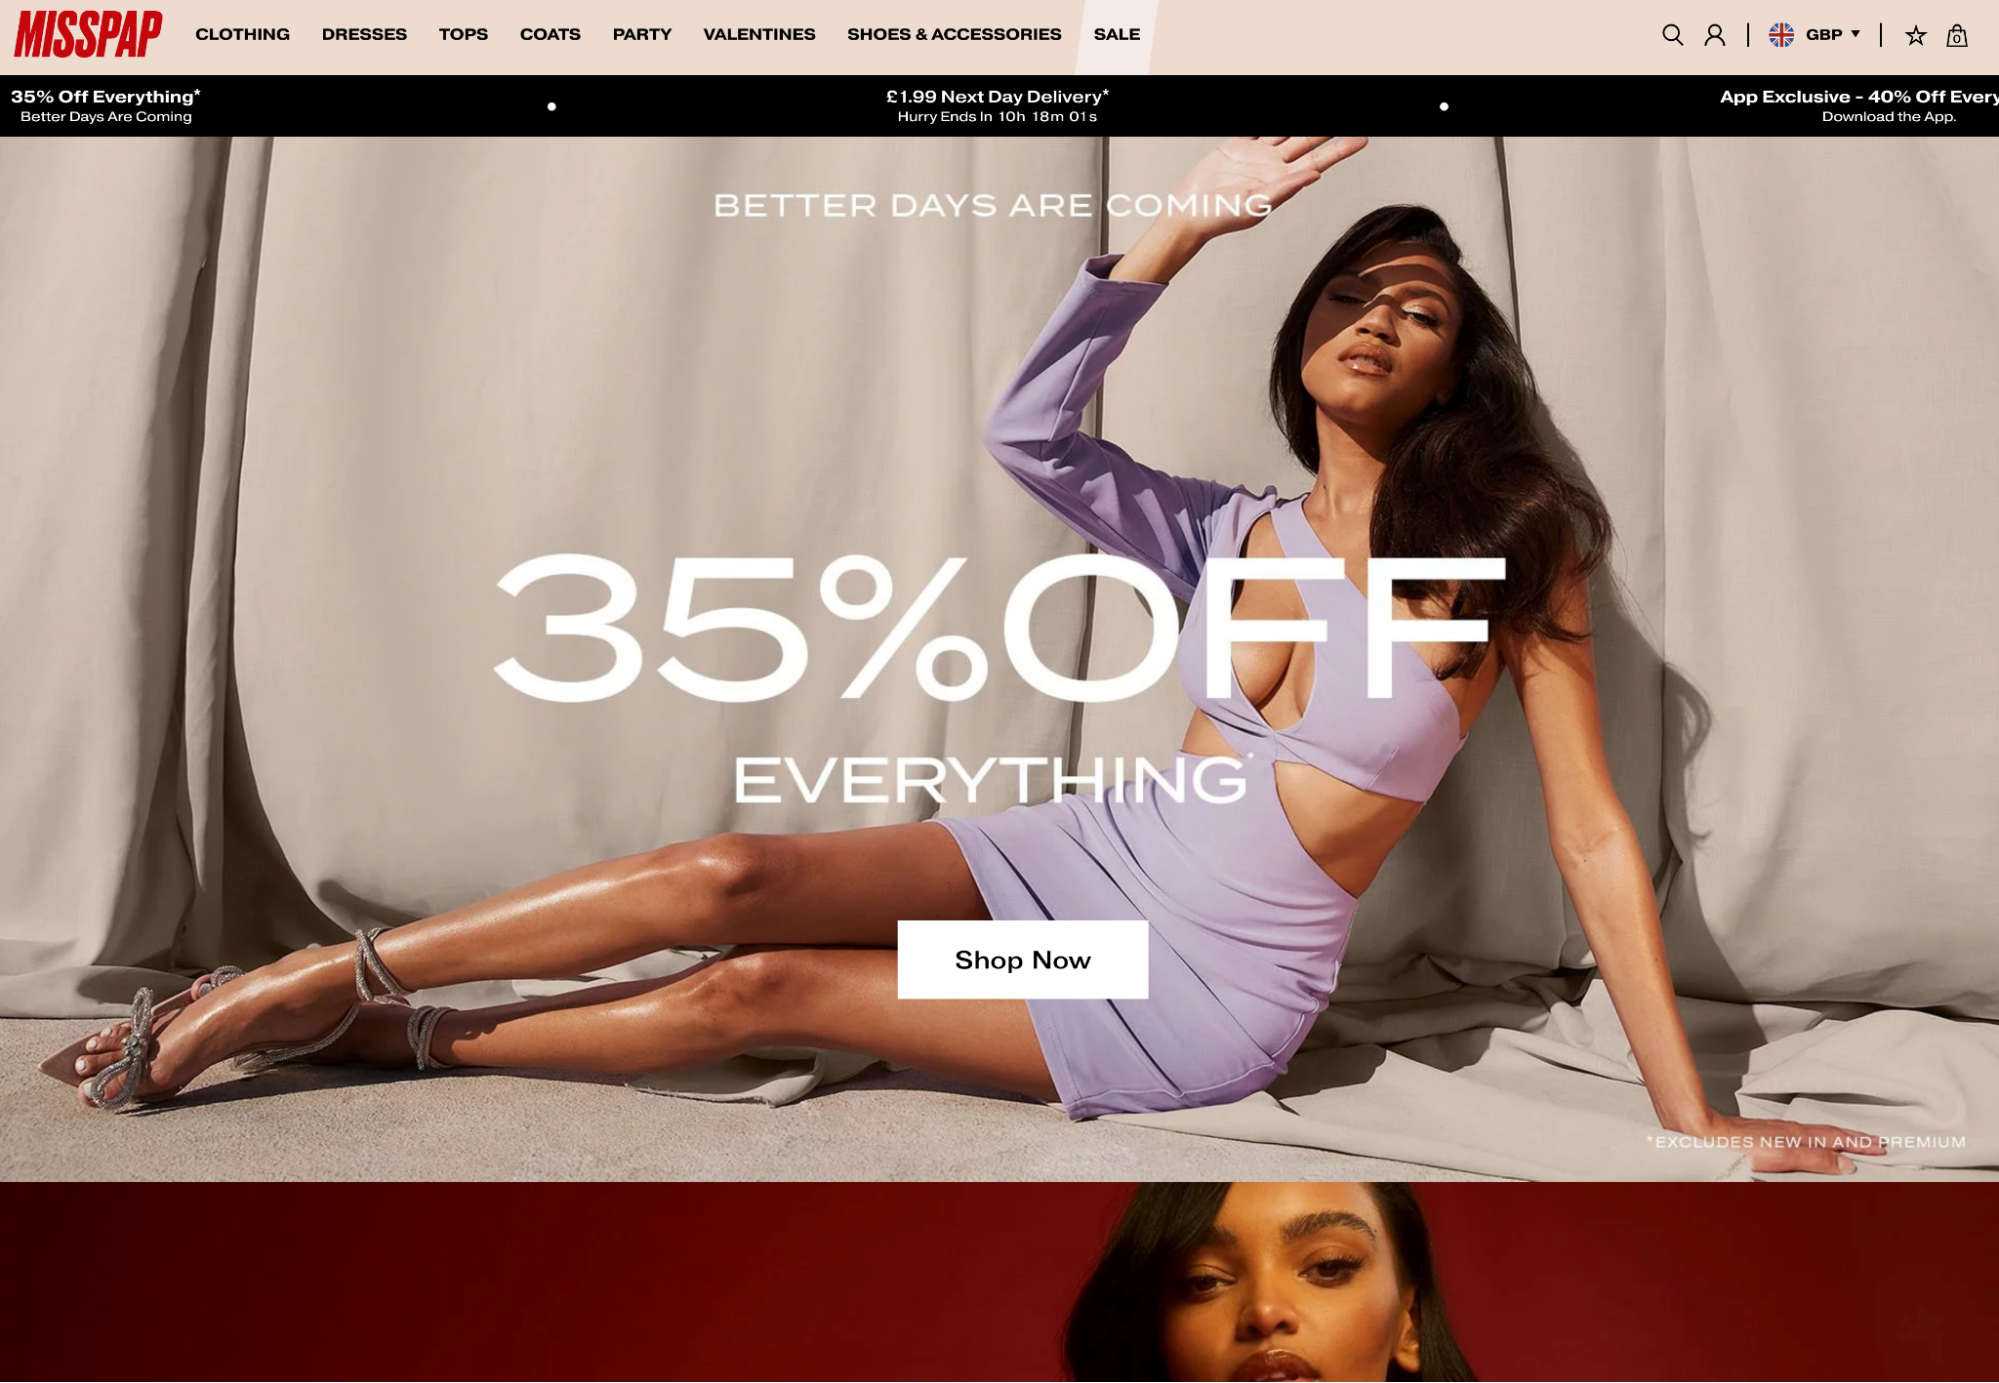 MISSPAP
CLOTHING DRESSES TOPS COATS PARTY VALENTINES SHOES & ACCESSORIES SALE
GBP
0
35% Off Everything*
Better Days Are Coming
£1.99 Next Day Delivery*
Hurry Ends In 10h 18m 01s
App Exclusive - 40% Off Every
Download the App.
BETTER DAYS ARE COMING
35%OFF
EVERYTHING*
Shop Now
*EXCLUDES NEW IN AND PREMIUM